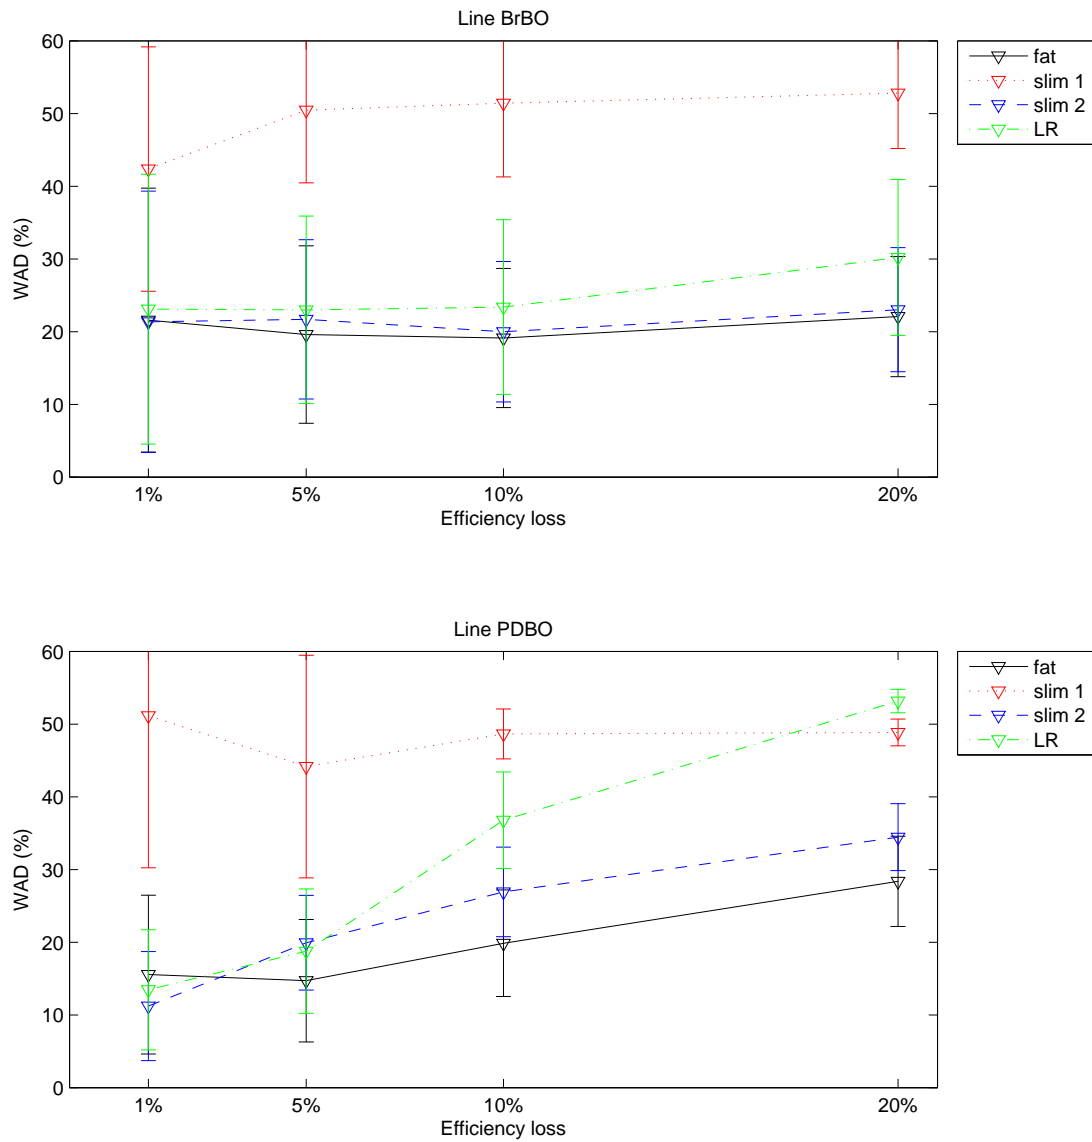 Line BrBO
60
50
40
30
20
10
0
WAD (%)
1% 5% 10% 20%
Efficiency loss
fat
slim 1
slim 2
LR
Line PDBO
60
50
40
30
20
10
0
WAD (%)
1% 5% 10% 20%
Efficiency loss
fat
slim 1
slim 2
LR